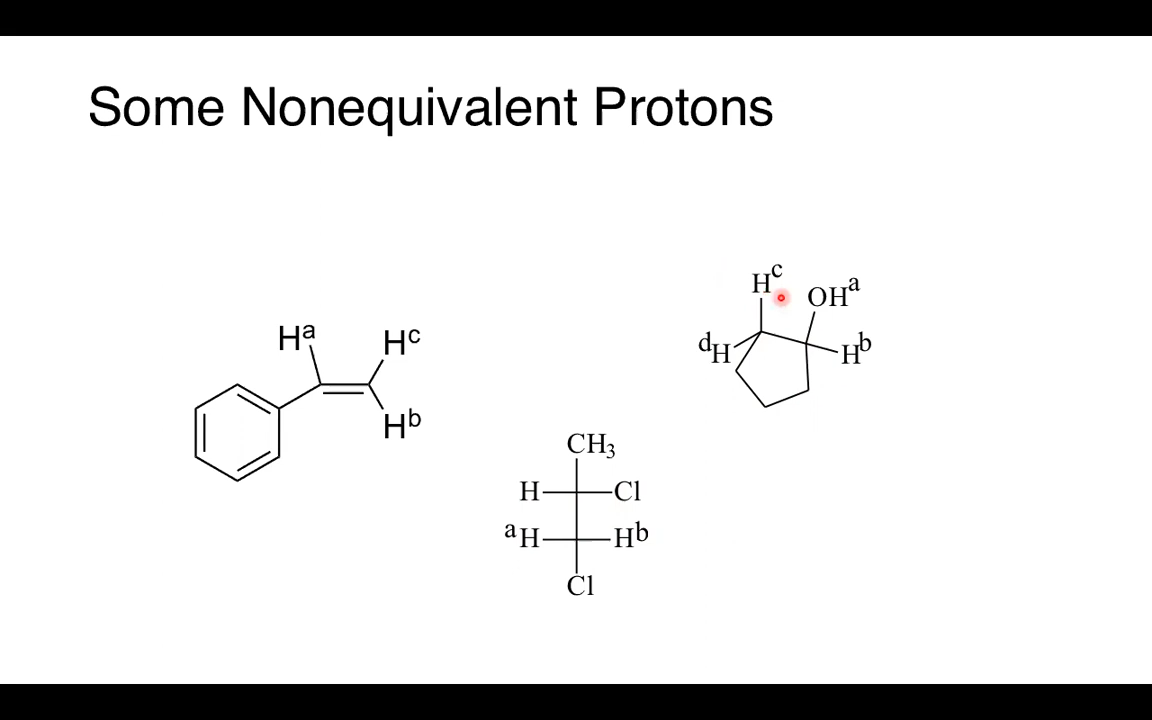 Some Nonequivalent Protons
Hᵃ
Hᶜ
Hᵇ
CH₃
H Cl
ᵃH Hᵇ
Cl
Hᶜ
OHᵃ
ᵈH
Hᵇ